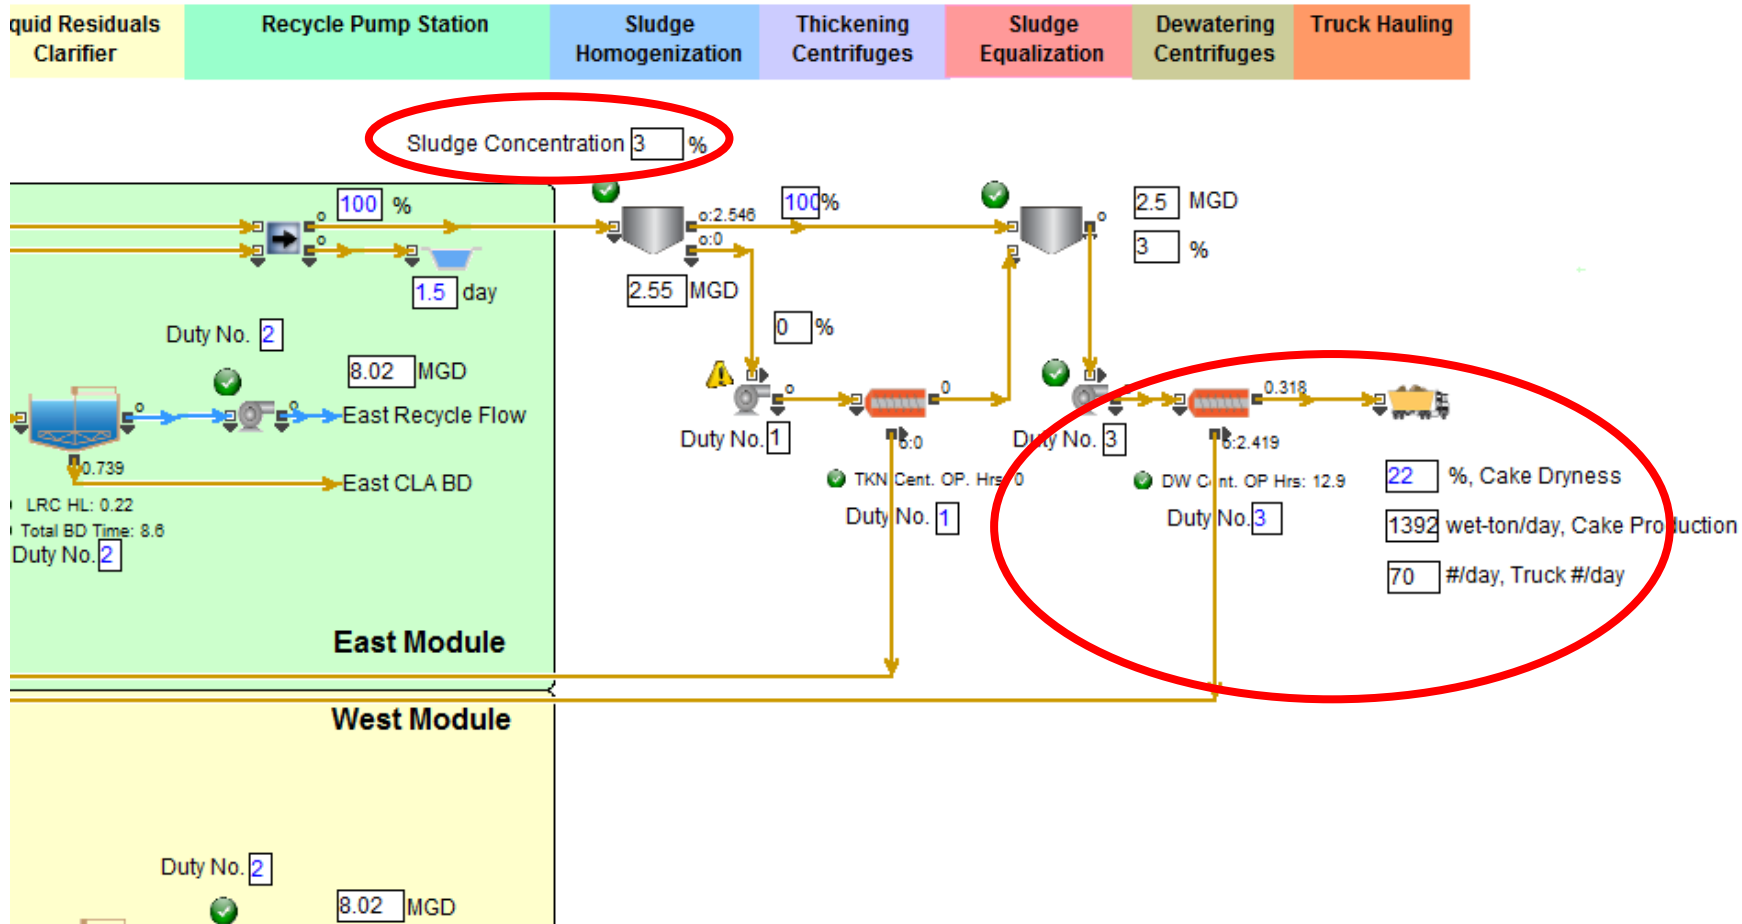 quid Residuals Clarifier
Recycle Pump Station
Sludge Homogenization
Thickening Centrifuges
Sludge Equalization
Dewatering Centrifuges
Truck Hauling
Sludge Concentration 3 %
100 %
o
o:2.546
100%
o
2.5 MGD
o
o:0
3 %
1.5 day
2.55 MGD
0 %
Duty No. 2
8.02 MGD
o
o
East Recycle Flow
o
0
0.318
Duty No. 1
o:0
Duty No. 3
o:2.419
0.739
East CLA BD
TKN Cent. OP. Hrs: 0
DW Cent. OP Hrs: 12.9
22 %, Cake Dryness
LRC HL: 0.22
Total BD Time: 8.6
Duty No. 2
Duty No. 1
Duty No. 3
1392 wet-ton/day, Cake Production
70 #/day, Truck #/day
East Module
West Module
Duty No. 2
8.02 MGD